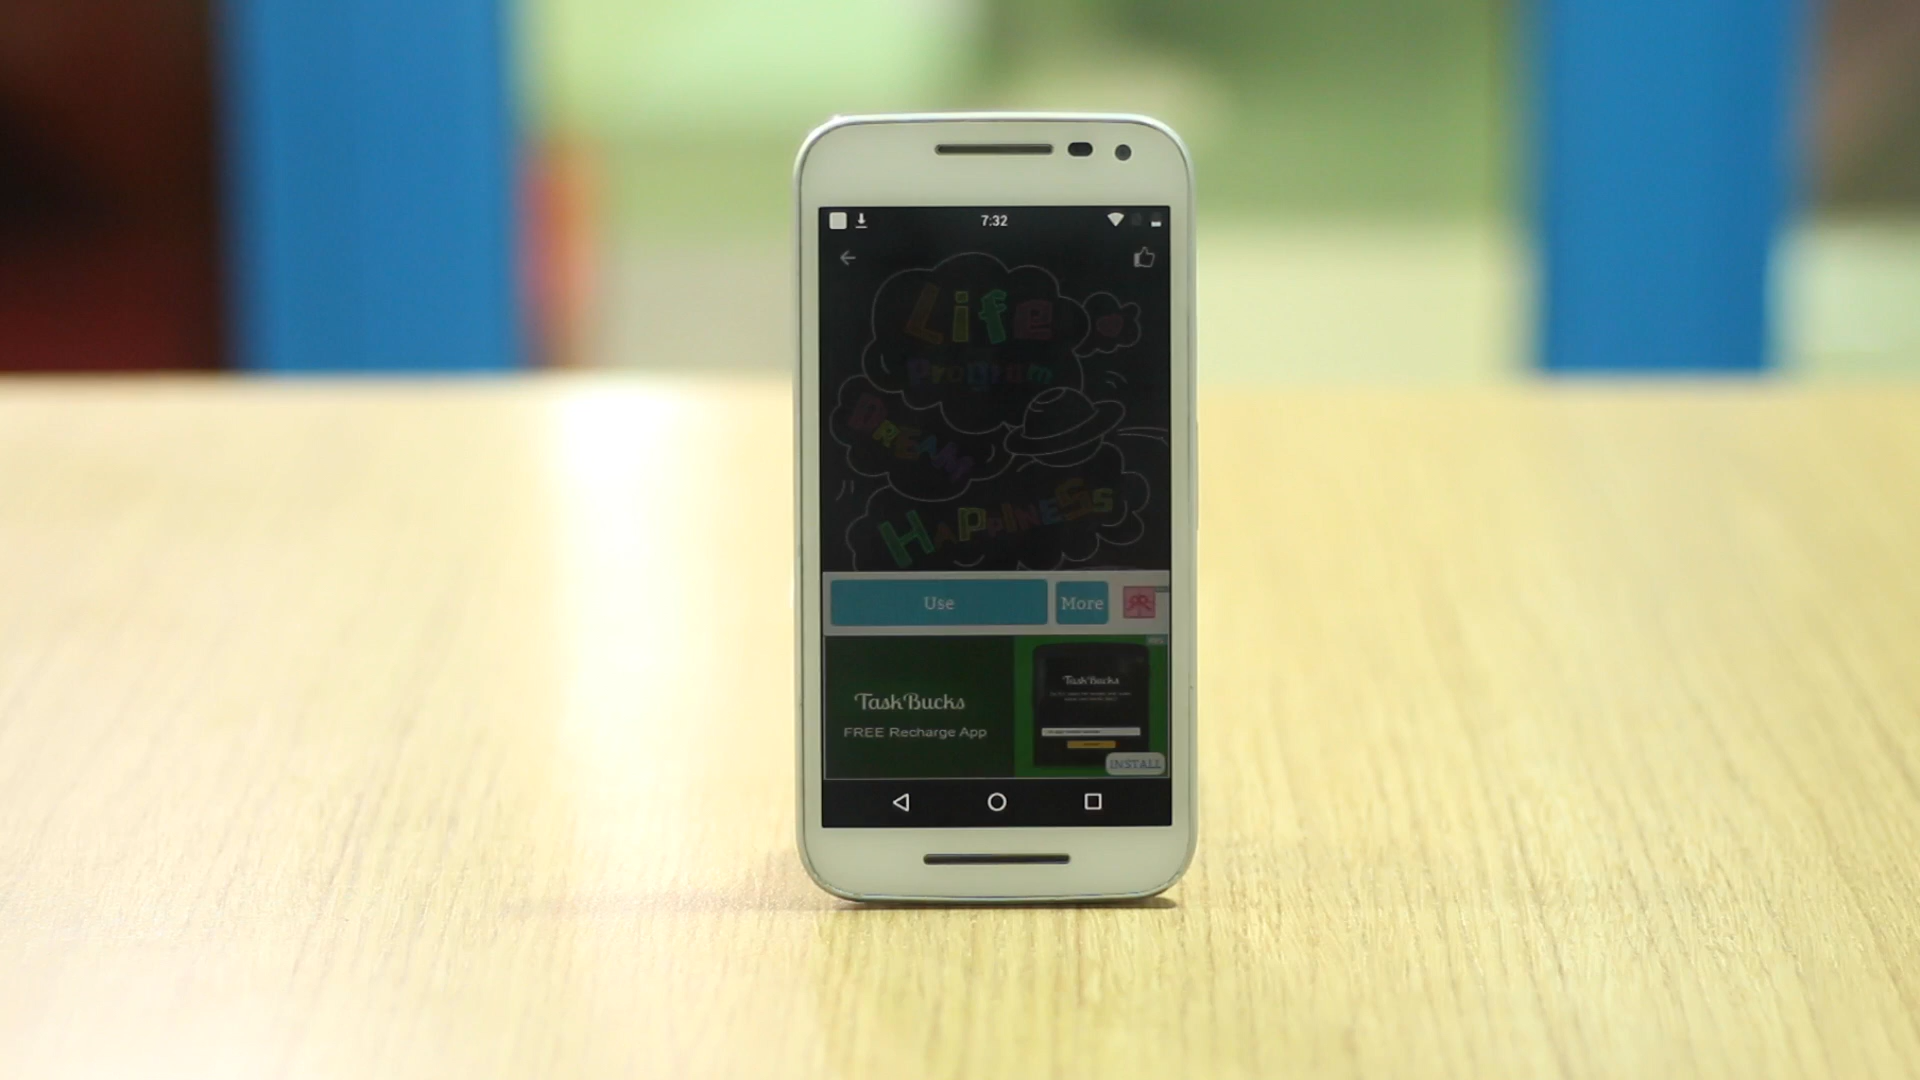 7:32
Life
Program
DREAM
HAPPINESS
Use
More
TaskBucks
FREE Recharge App
TaskBucks
INSTALL